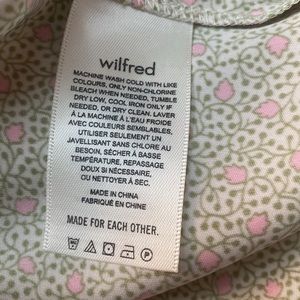 wilfred
MACHINE WASH COLD WITH LIKE
COLOURS, ONLY NON-CHLORINE
BLEACH WHEN NEEDED, TUMBLE
DRY LOW, COOL IRON ONLY IF
NEEDED, OR DRY CLEAN. LAVER
À LA MACHINE À L'EAU FROIDE
AVEC COULEURS SEMBLABLES,
UTILISER SEULEMENT UN
JAVELLISANT SANS CHLORE AU
BESOIN, SÉCHER À BASSE
TEMPÉRATURE, REPASSAGE
DOUX SI NÉCESSAIRE,
OU NETTOYER À SEC.
MADE IN CHINA
FABRIQUÉ EN CHINE
MADE FOR EACH OTHER.